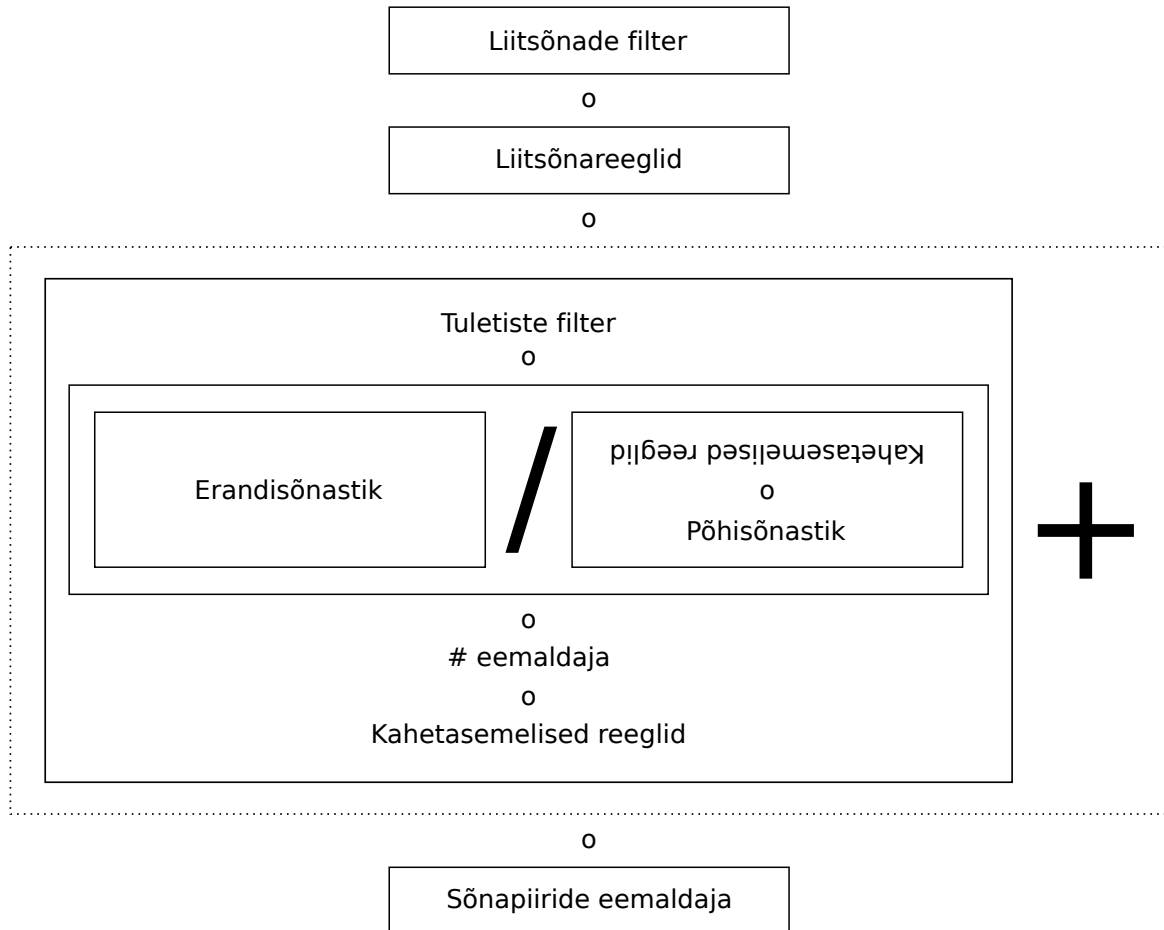 Liitsõnade filter
o
Liitsõnareeglid
o
Tuletiste filter
o
Erandisõnastik
/
Kahetasemelised reeglid
o
Põhisõnastik
+
o
# eemaldaja
o
Kahetasemelised reeglid
o
Sõnapiiride eemaldaja